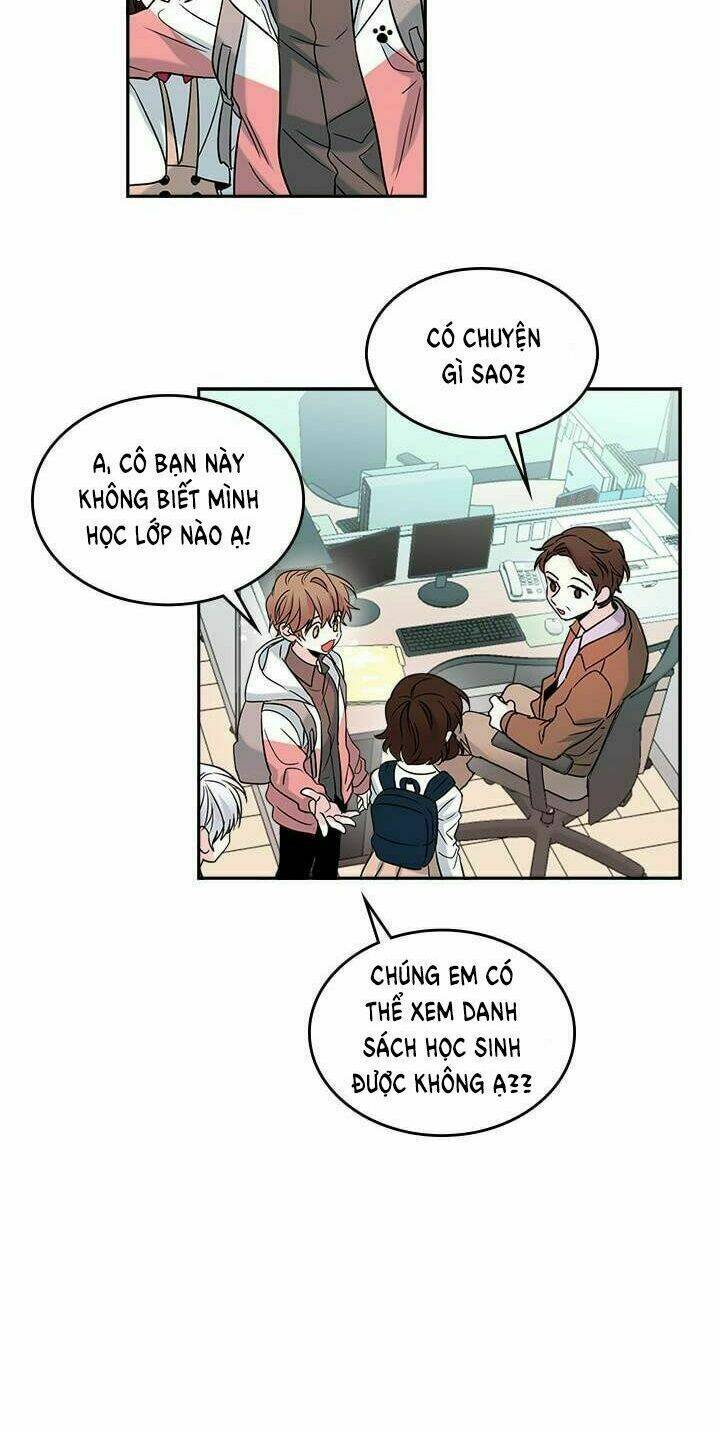 CÓ CHUYỆN
GÌ SAO?
A, CÔ BẠN NÀY
KHÔNG BIẾT MÌNH
HỌC LỚP NÀO Ạ!
CHÚNG EM CÓ
THỂ XEM DANH
SÁCH HỌC SINH
ĐƯỢC KHÔNG Ạ??